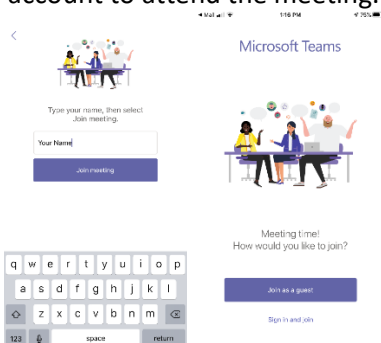 account to attend the meeting.
Type your name, then select
Join meeting.
Your Name
Join meeting
q w e r t y u i o p
a s d f g h j k l
z x c v b n m
123 space return
1:16 PM 75%
Microsoft Teams
Meeting time!
How would you like to join?
Join as a guest
Sign in and join